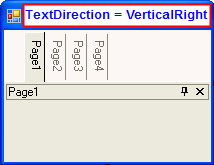 TextDirection = VerticalRight
Page1
Page2
Page3
Page4
Page1